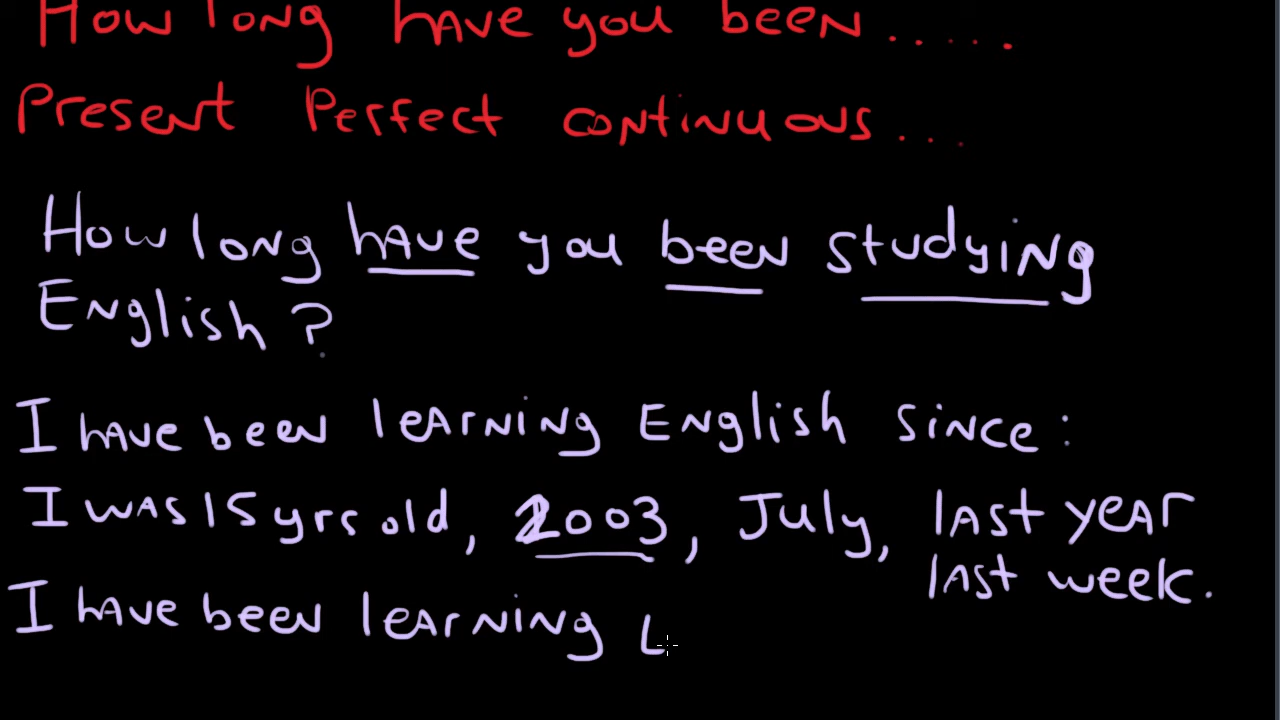 How long have you been.....
Present Perfect continuous...
How long have you been studying
English?
I have been learning English since:
I was 15 yrs old, 2003, July, last year
last week.
I have been learning